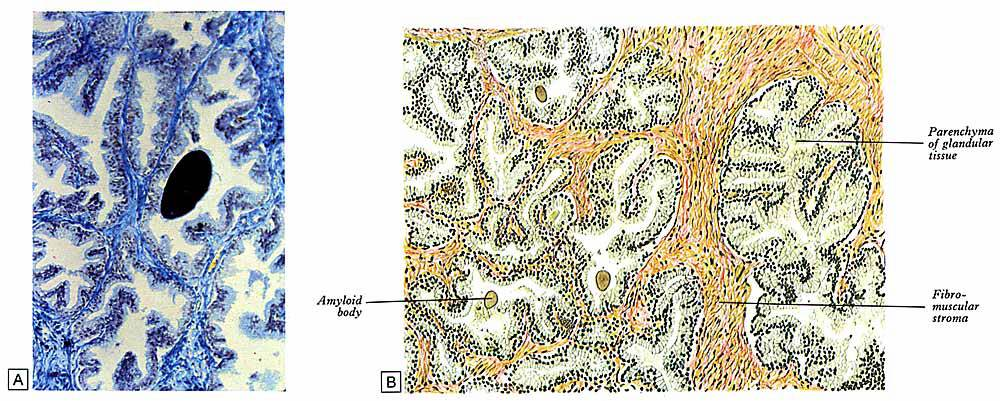 A
B
Parenchyma
of glandular
tissue
Amyloid
body
Fibro-
muscular
stroma